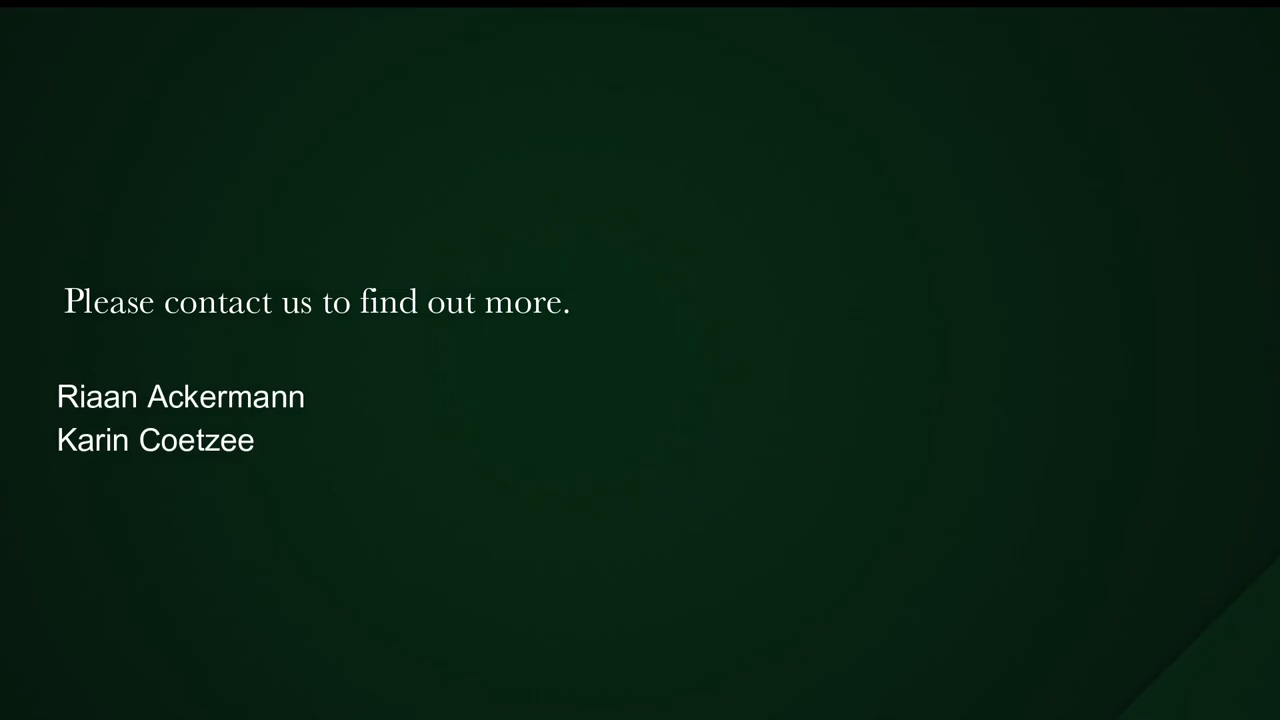 Please contact us to find out more.
Riaan Ackermann
Karin Coetzee